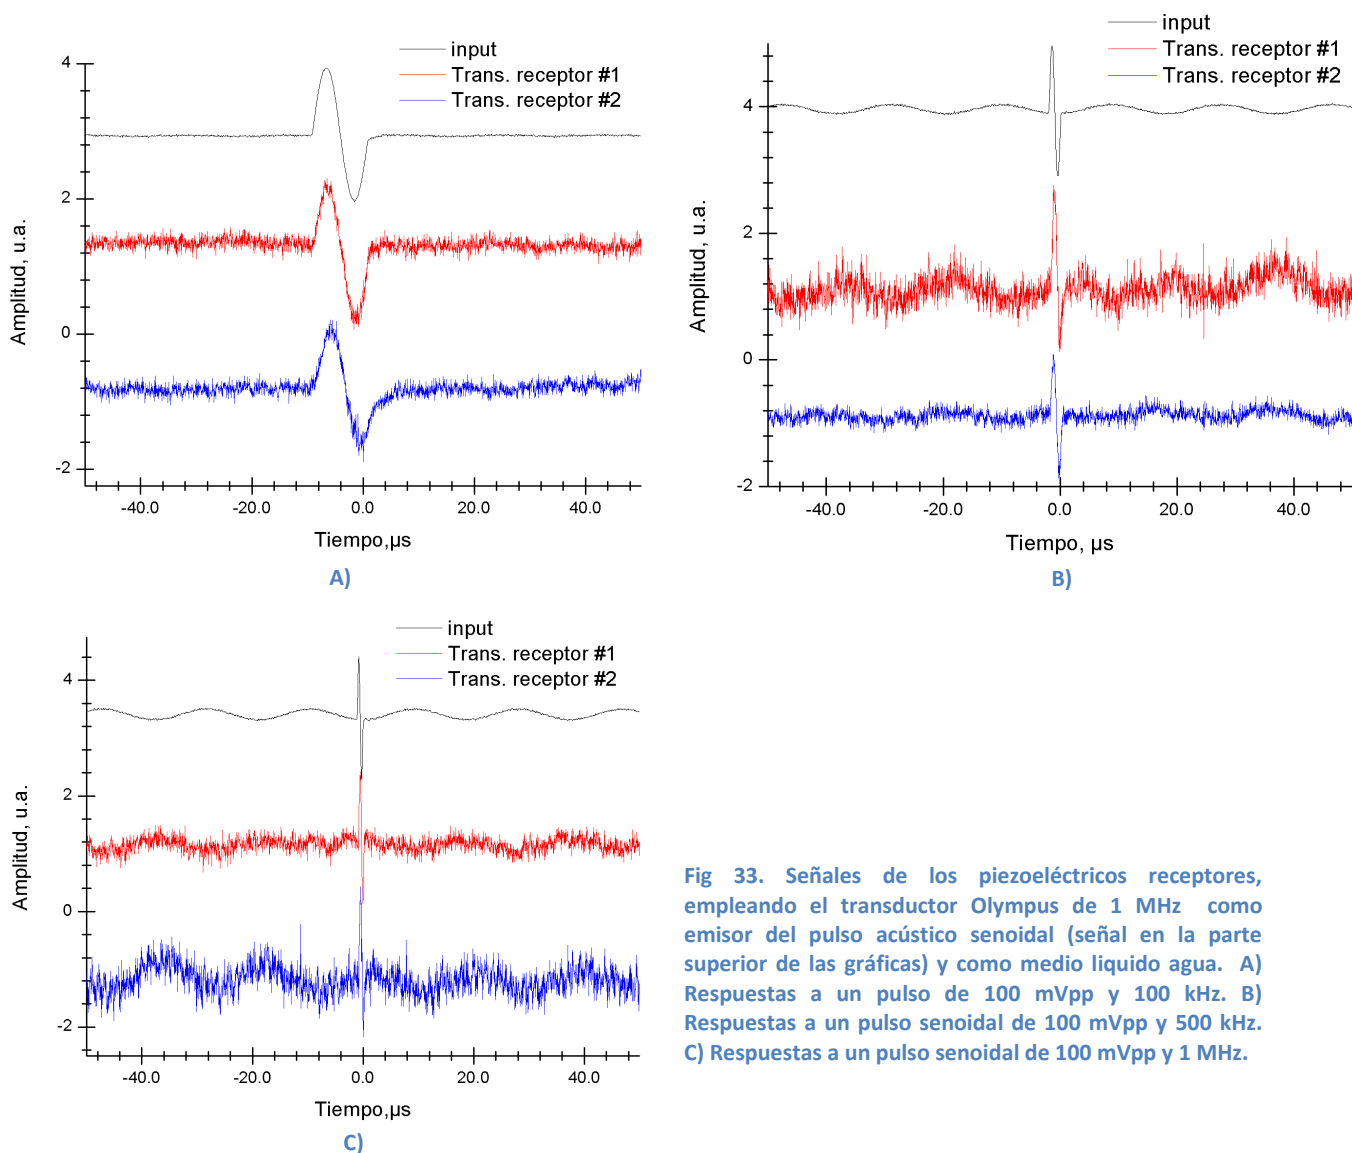 input
Trans. receptor #1
Trans. receptor #2
4
2
0
-2
Amplitud, u.a.
-40.0 -20.0 0.0 20.0 40.0
Tiempo,µs
A)
input
Trans. receptor #1
Trans. receptor #2
4
2
0
-2
Amplitud, u.a.
-40.0 -20.0 0.0 20.0 40.0
Tiempo, µs
B)
input
Trans. receptor #1
Trans. receptor #2
4
2
0
-2
Amplitud, u.a.
-40.0 -20.0 0.0 20.0 40.0
Tiempo,µs
C)
Fig 33. Señales de los piezoeléctricos receptores,
empleando el transductor Olympus de 1 MHz como
emisor del pulso acústico senoidal (señal en la parte
superior de las gráficas) y como medio liquido agua. A)
Respuestas a un pulso de 100 mVpp y 100 kHz. B)
Respuestas a un pulso senoidal de 100 mVpp y 500 kHz.
C) Respuestas a un pulso senoidal de 100 mVpp y 1 MHz.